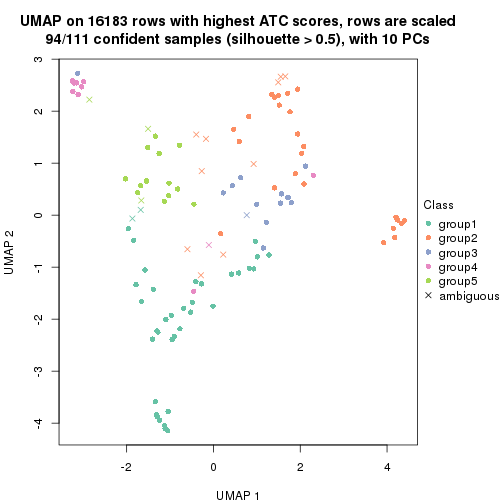 UMAP on 16183 rows with highest ATC scores, rows are scaled
94/111 confident samples (silhouette > 0.5), with 10 PCs
3
2
1
0
-1
-2
-3
-4
UMAP 2
-2
0
2
4
UMAP 1
Class
group1
group2
group3
group4
group5
ambiguous